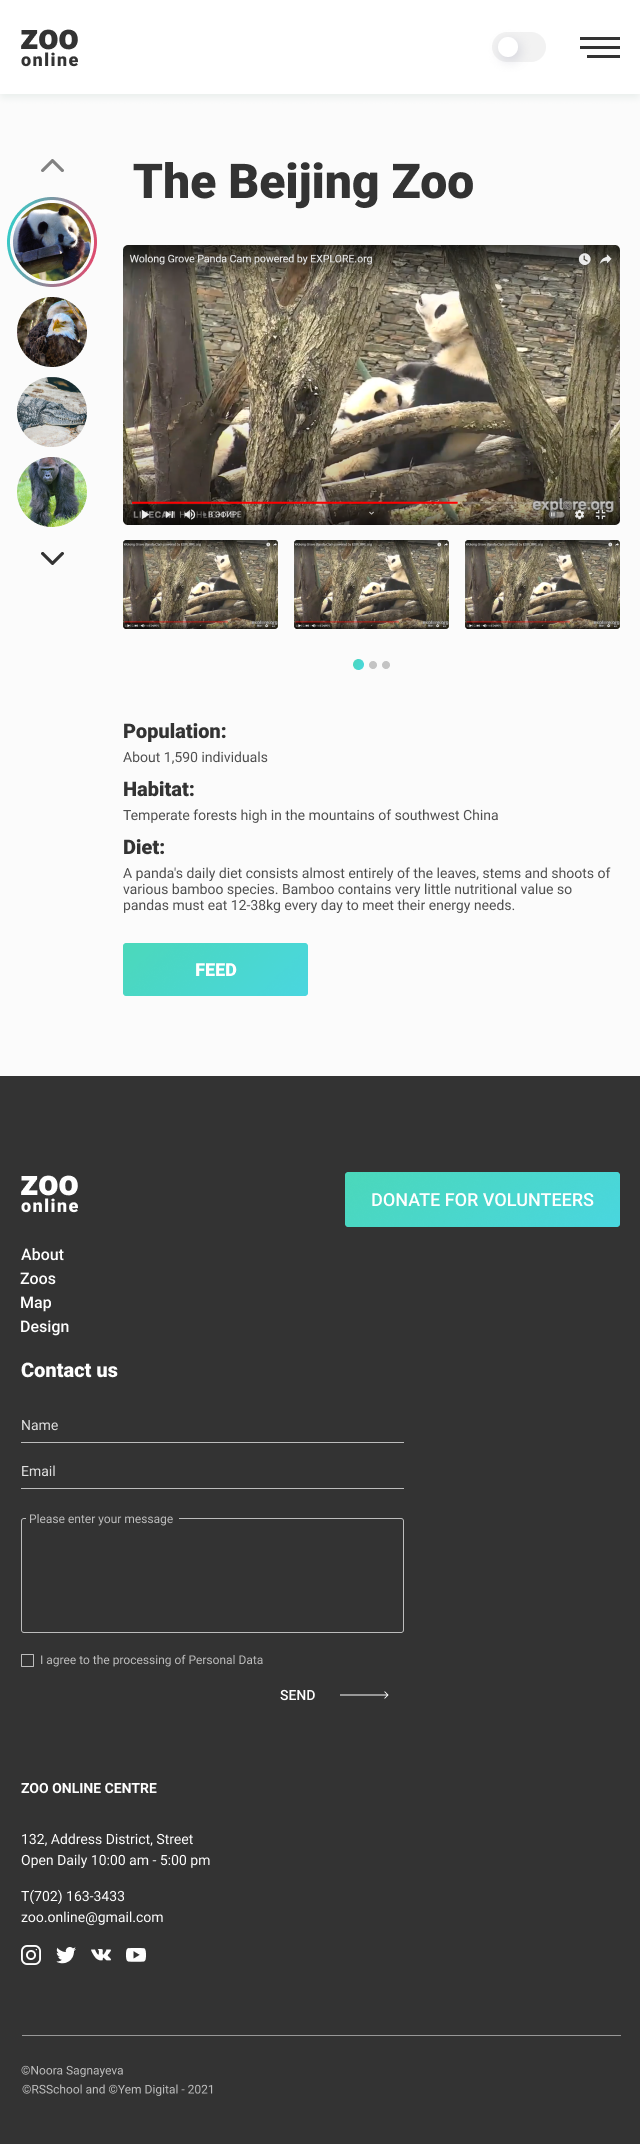 ZOO
online
The Beijing Zoo
Wolong Grove Panda Cam powered by EXPLORE.org
explore.org
В ЭФИРЕ
Population:
About 1,590 individuals
Habitat:
Temperate forests high in the mountains of southwest China
Diet:
A panda's daily diet consists almost entirely of the leaves, stems and shoots of
various bamboo species. Bamboo contains very little nutritional value so
pandas must eat 12-38kg every day to meet their energy needs.
FEED
ZOO
online
DONATE FOR VOLUNTEERS
About
Zoos
Map
Design
Contact us
Name
Email
Please enter your message
I agree to the processing of Personal Data
SEND
ZOO ONLINE CENTRE
132, Address District, Street
Open Daily 10:00 am - 5:00 pm
T(702) 163-3433
zoo.online@gmail.com
©Noora Sagnayeva
©RSSchool and ©Yem Digital - 2021